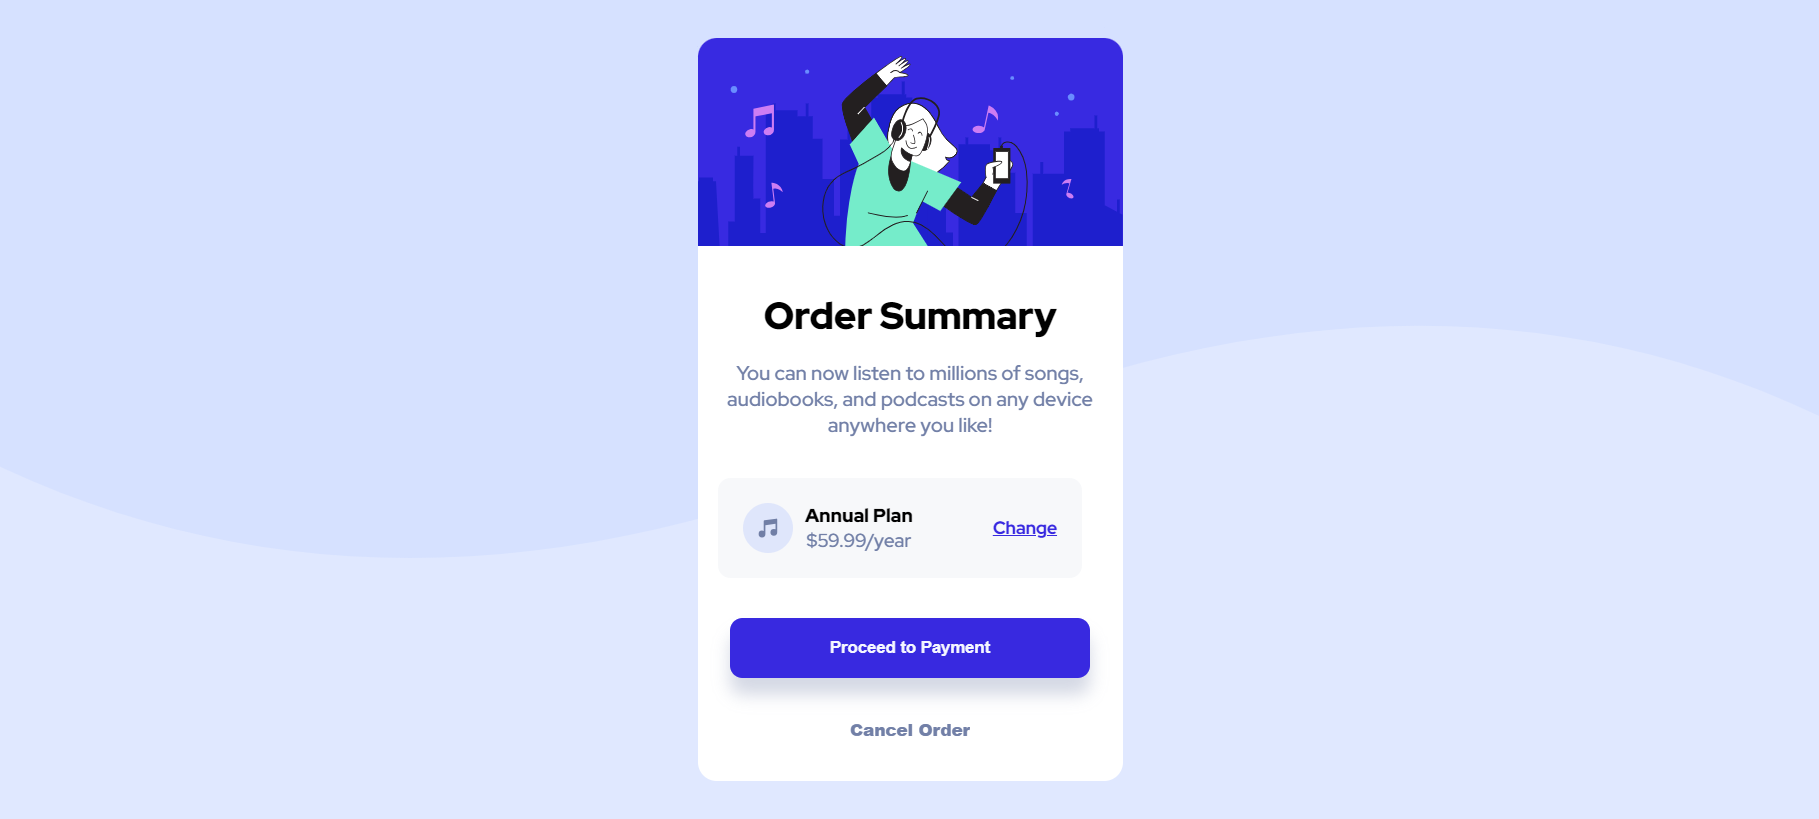 Order Summary
You can now listen to millions of songs,
audiobooks, and podcasts on any device
anywhere you like!
Annual Plan
$59.99/year
Change
Proceed to Payment
Cancel Order